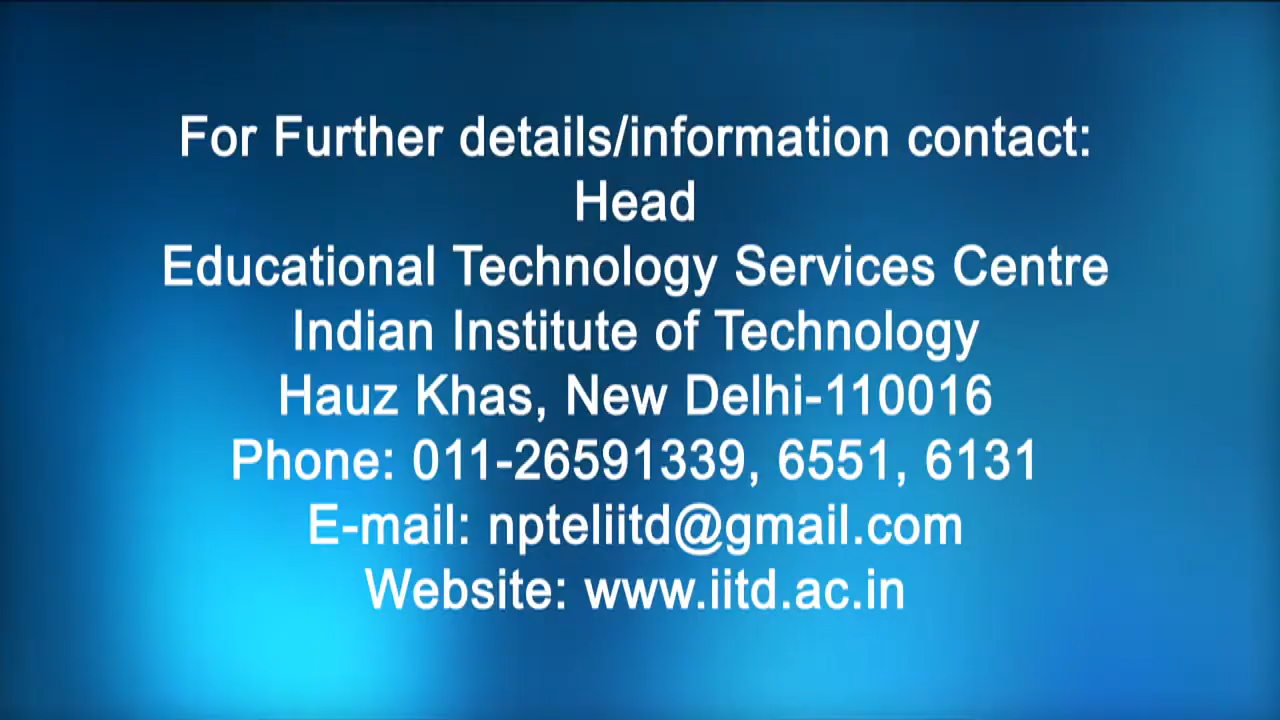 For Further details/information contact:
Head
Educational Technology Services Centre
Indian Institute of Technology
Hauz Khas, New Delhi-110016
Phone: 011-26591339, 6551, 6131
E-mail: npteliitd@gmail.com
Website: www.iitd.ac.in